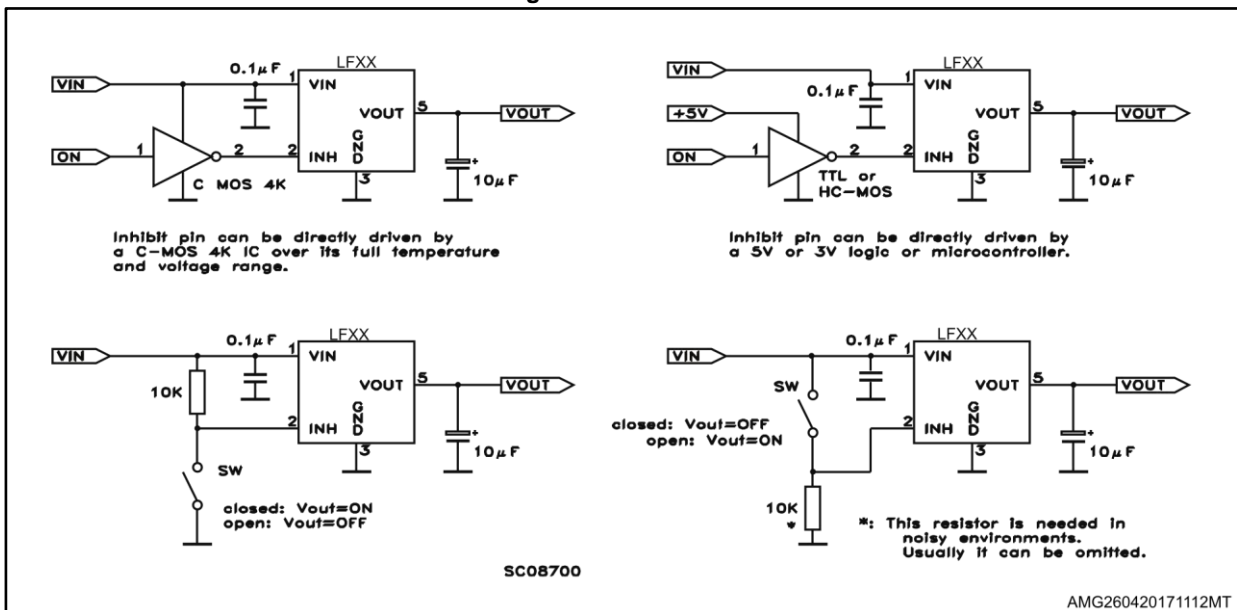 LFXX
0.1μF
VIN
1
VIN
VOUT
5
VOUT
GND
ON
1
2
2
INH
C MOS 4K
3
+
10μF
Inhibit pin can be directly driven by
a C-MOS 4K IC over its full temperature
and voltage range.
LFXX
VIN
0.1μF
1
VIN
+5V
VOUT
5
VOUT
GND
ON
1
2
2
INH
TTL or
HC-MOS
3
+
10μF
Inhibit pin can be directly driven by
a 5V or 3V logic or microcontroller.
LFXX
0.1μF
VIN
1
VIN
10K
VOUT
5
VOUT
GND
2
INH
3
+
10μF
SW
closed: Vout=ON
open: Vout=OFF
LFXX
0.1μF
VIN
1
VIN
SW
VOUT
5
VOUT
GND
closed: Vout=OFF
open: Vout=ON
2
INH
3
+
10μF
10K
*
*: This resistor is needed in
noisy environments.
Usually it can be omitted.
SC08700
AMG260420171112MT